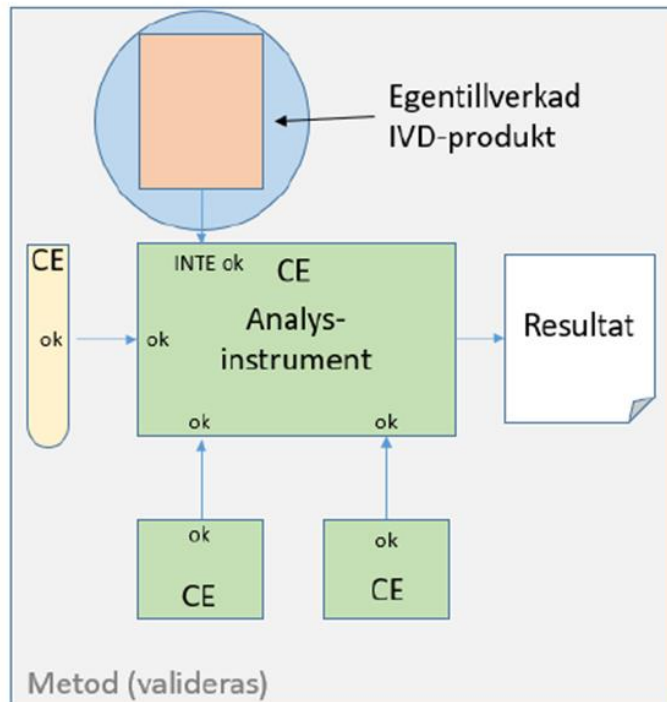 Egentillverkad
IVD-produkt
CE
ok
INTE ok
CE
ok
Analys-
instrument
ok
ok
Resultat
ok
CE
ok
CE
Metod (valideras)